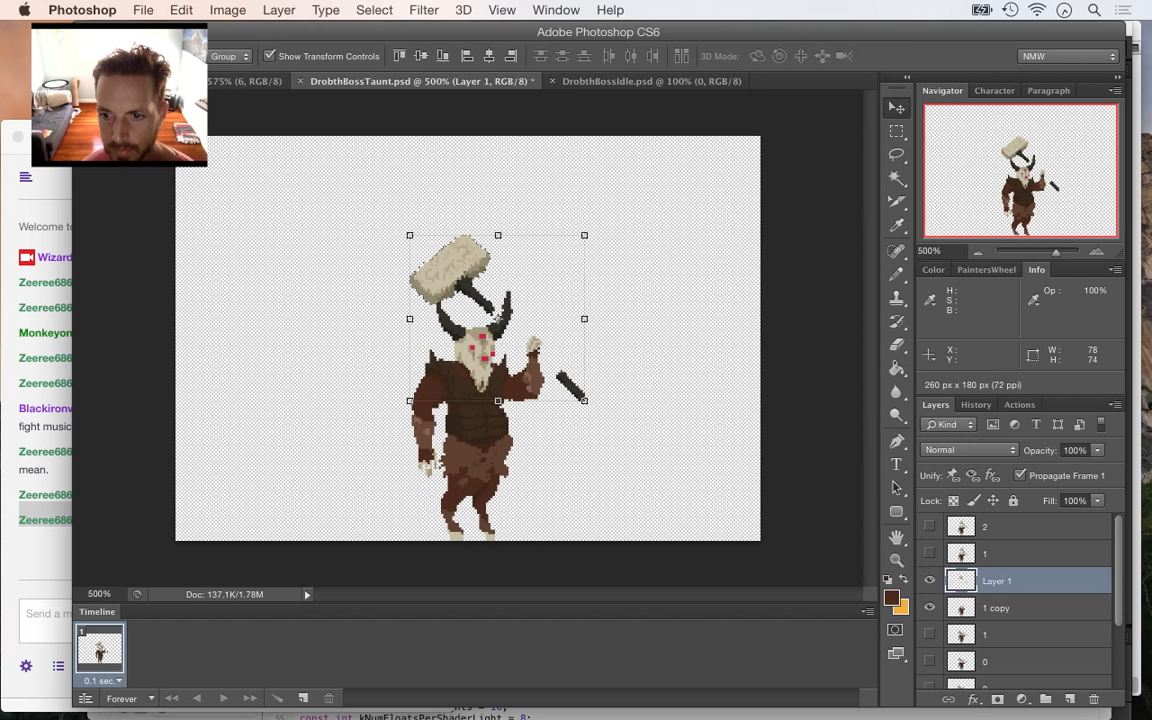 Photoshop File Edit Image Layer Type Select Filter 3D View Window Help
Adobe Photoshop CS6
Group Show Transform Controls 3D Mode: NMW
575% (6, RGB/8) × DrobthBossTaunt.psd @ 500% (Layer 1, RGB/8) * × DrobthBossIdle.psd @ 100% (0, RGB/8)
Navigator Character Paragraph
500%
Color PaintersWheel Info
H:
S:
B:
Op: 100%
X:
Y:
W: 78
H: 74
260 px x 180 px (72 ppi)
Layers History Actions
Kind
Normal Opacity: 100%
Unify: Propagate Frame 1
Lock: Fill: 100%
2
1
Layer 1
1 copy
1
0
Welcome to
Wizard
Zeeree686
Zeeree686
Monkeyon
Zeeree686
Zeeree686
Blackironv
fight music
Zeeree686
mean.
Zeeree686
Zeeree686
Send a m
500% Doc: 137.1K/1.78M
Timeline
1
0.1 sec.
Forever
const int kNumFloatsPerShaderLight = 8;